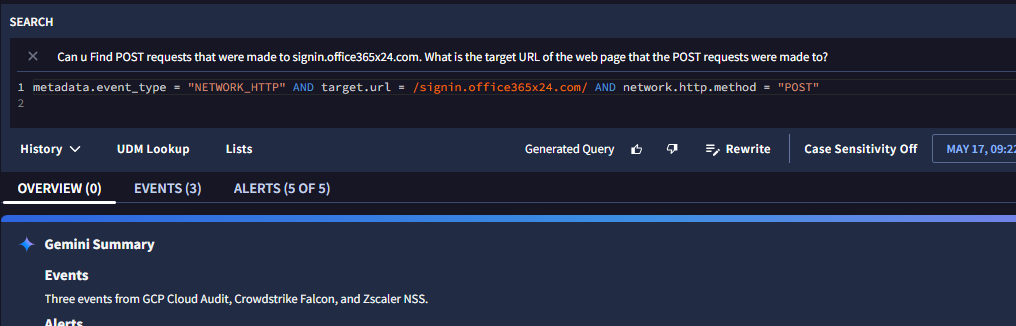 SEARCH
Can u Find POST requests that were made to signin.office365x24.com. What is the target URL of the web page that the POST requests were made to?
1 metadata.event_type = "NETWORK_HTTP" AND target.url = /signin.office365x24.com/ AND network.http.method = "POST"
2
History UDM Lookup Lists Generated Query Rewrite Case Sensitivity Off MAY 17, 09:22
OVERVIEW (0) EVENTS (3) ALERTS (5 OF 5)
Gemini Summary
Events
Three events from GCP Cloud Audit, Crowdstrike Falcon, and Zscaler NSS.
Alerts